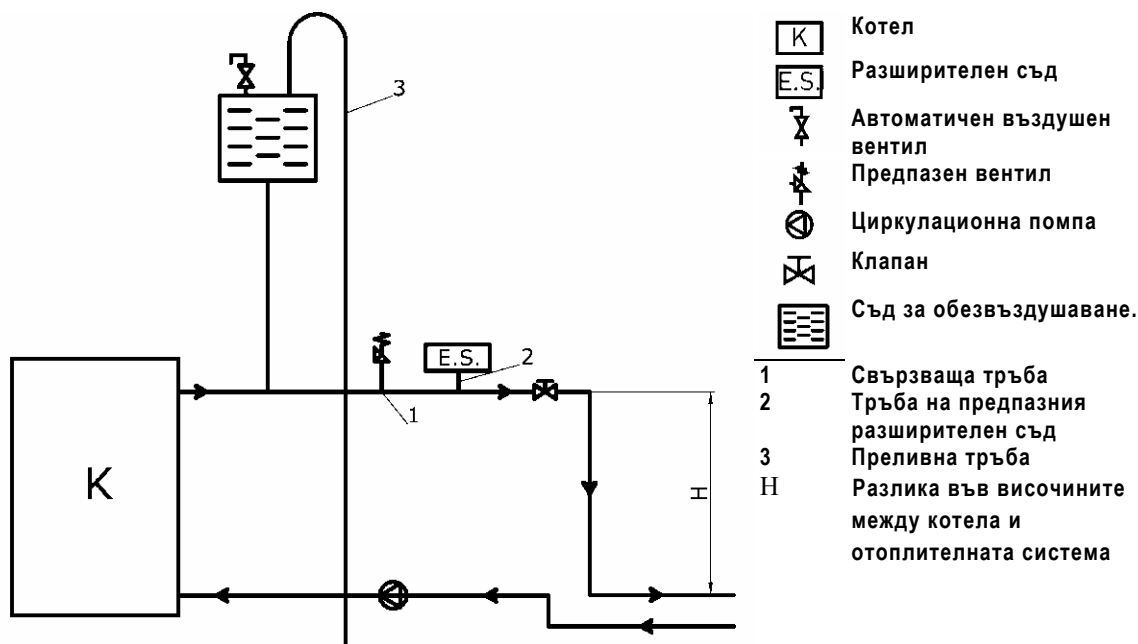 3
E.S.
2
1
K
H
K
Котел
E.S.
Разширителен съд
Автоматичен въздушен
вентил
Предпазен вентил
Циркулационна помпа
Клапан
Съд за обезвъздушаване.
1 Свързваща тръба
2 Тръба на предпазния
разширителен съд
3 Преливна тръба
H Разлика във височините
между котела и
отоплителната система